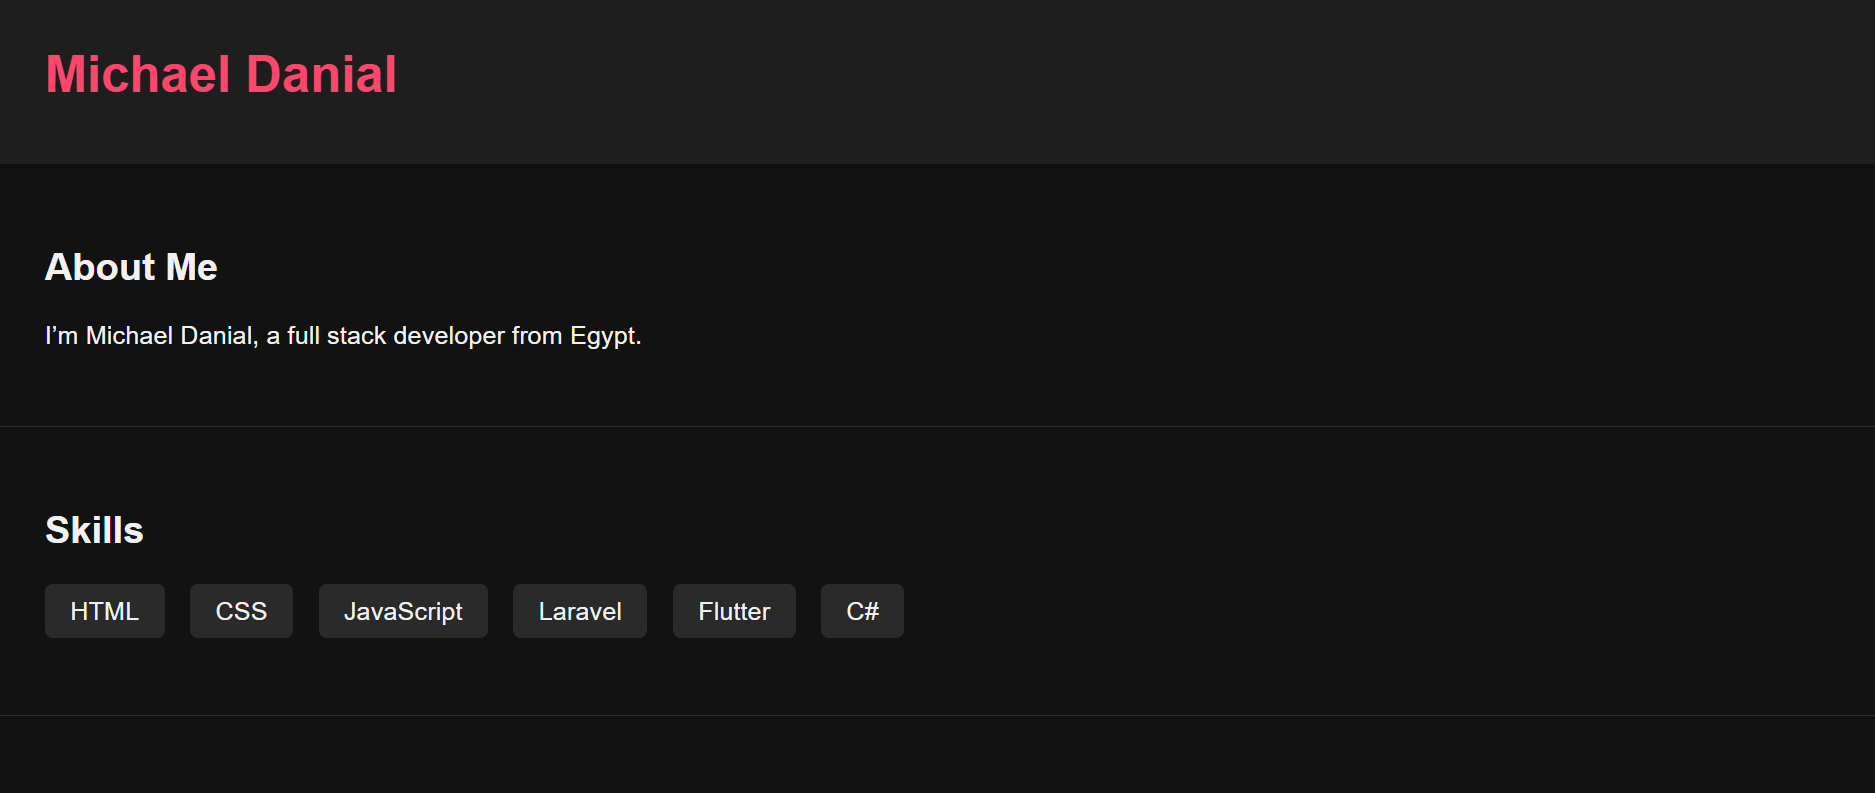 Michael Danial
About Me
I’m Michael Danial, a full stack developer from Egypt.
Skills
HTML CSS JavaScript Laravel Flutter C#